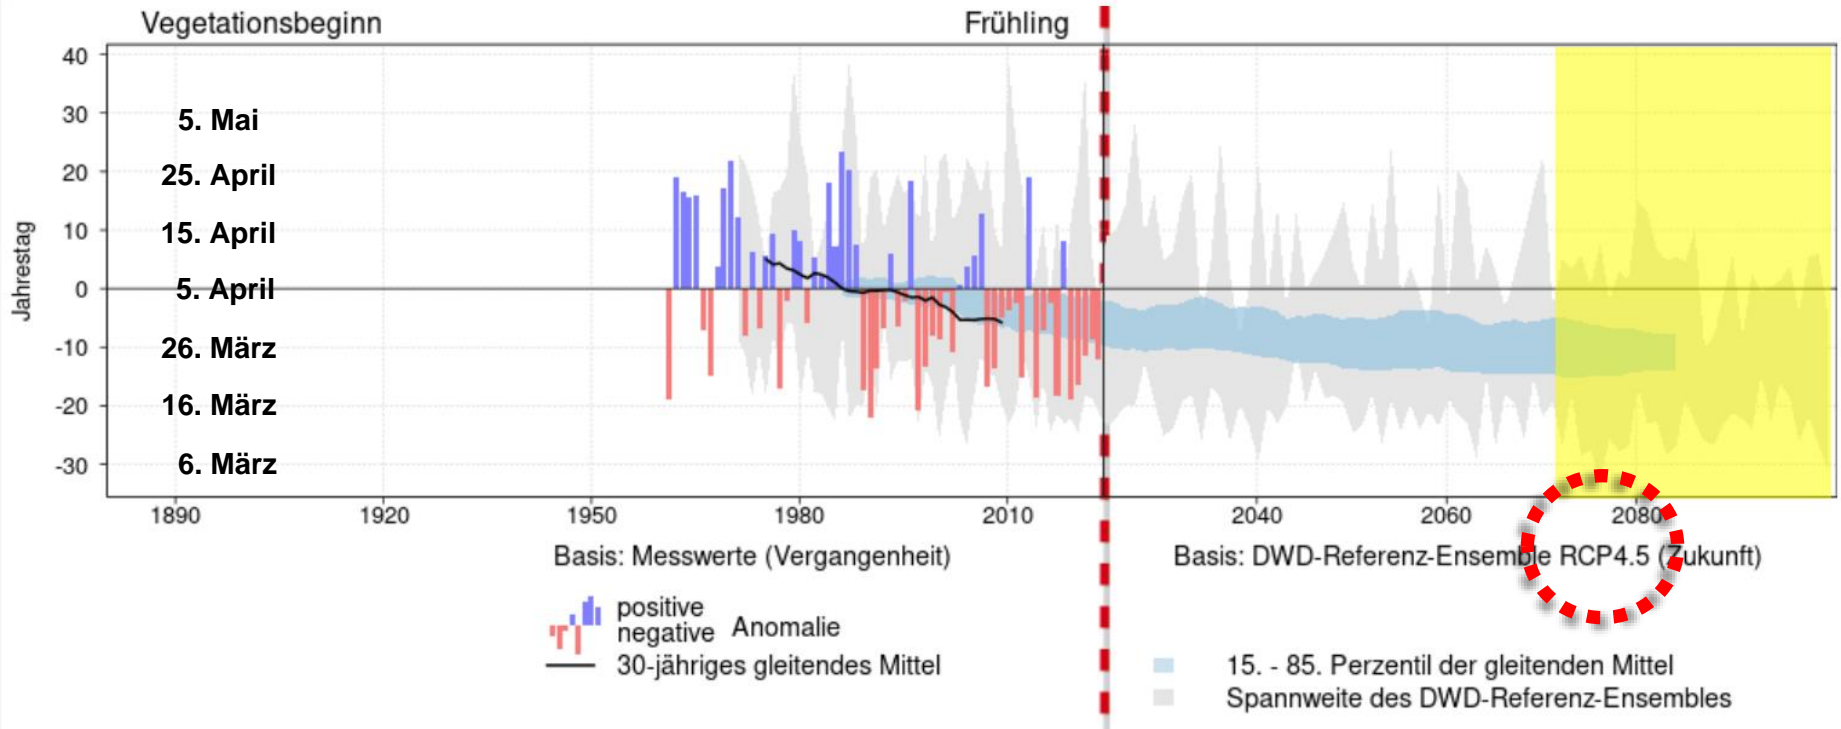 Vegetationsbeginn
Frühling
Jahrestag
40
30
20
10
0
-10
-20
-30
5. Mai
25. April
15. April
5. April
26. März
16. März
6. März
1890 1920 1950 1980 2010 2040 2060 2080
Basis: Messwerte (Vergangenheit)
Basis: DWD-Referenz-Ensemble RCP4.5 (Zukunft)
positive
negative Anomalie
30-jähriges gleitendes Mittel
15. - 85. Perzentil der gleitenden Mittel
Spannweite des DWD-Referenz-Ensembles